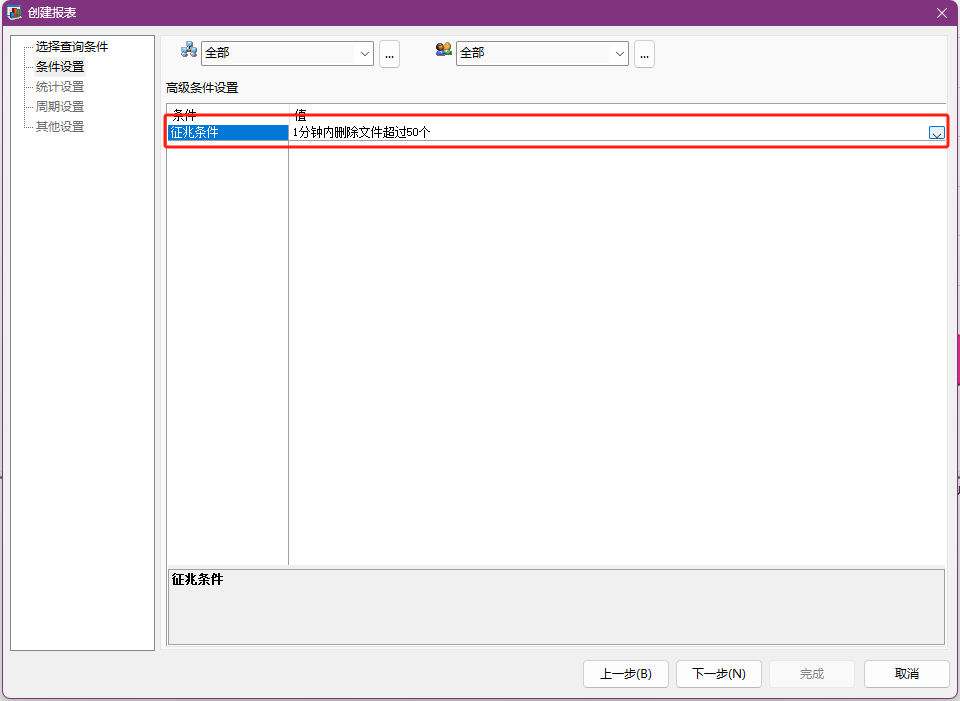 创建报表
选择查询条件
条件设置
统计设置
周期设置
其他设置
全部
...
全部
...
高级条件设置
条件
值
征兆条件
1分钟内删除文件超过50个
征兆条件
上一步(B)
下一步(N)
完成
取消